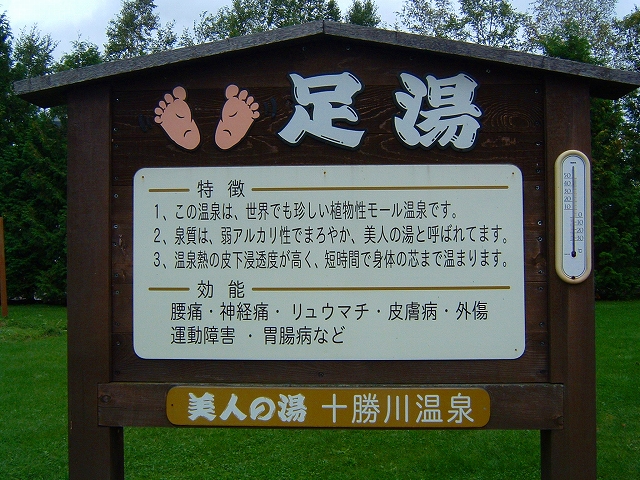 足湯
特徴
1、この温泉は、世界でも珍しい植物性モール温泉です。
2、泉質は、弱アルカリ性でまろやか、美人の湯と呼ばれてます。
3、温泉熱の皮下浸透度が高く、短時間で身体の芯まで温まります。
効能
腰痛・神経痛・リュウマチ・皮膚病・外傷
運動障害・胃腸病など
美人の湯 十勝川温泉